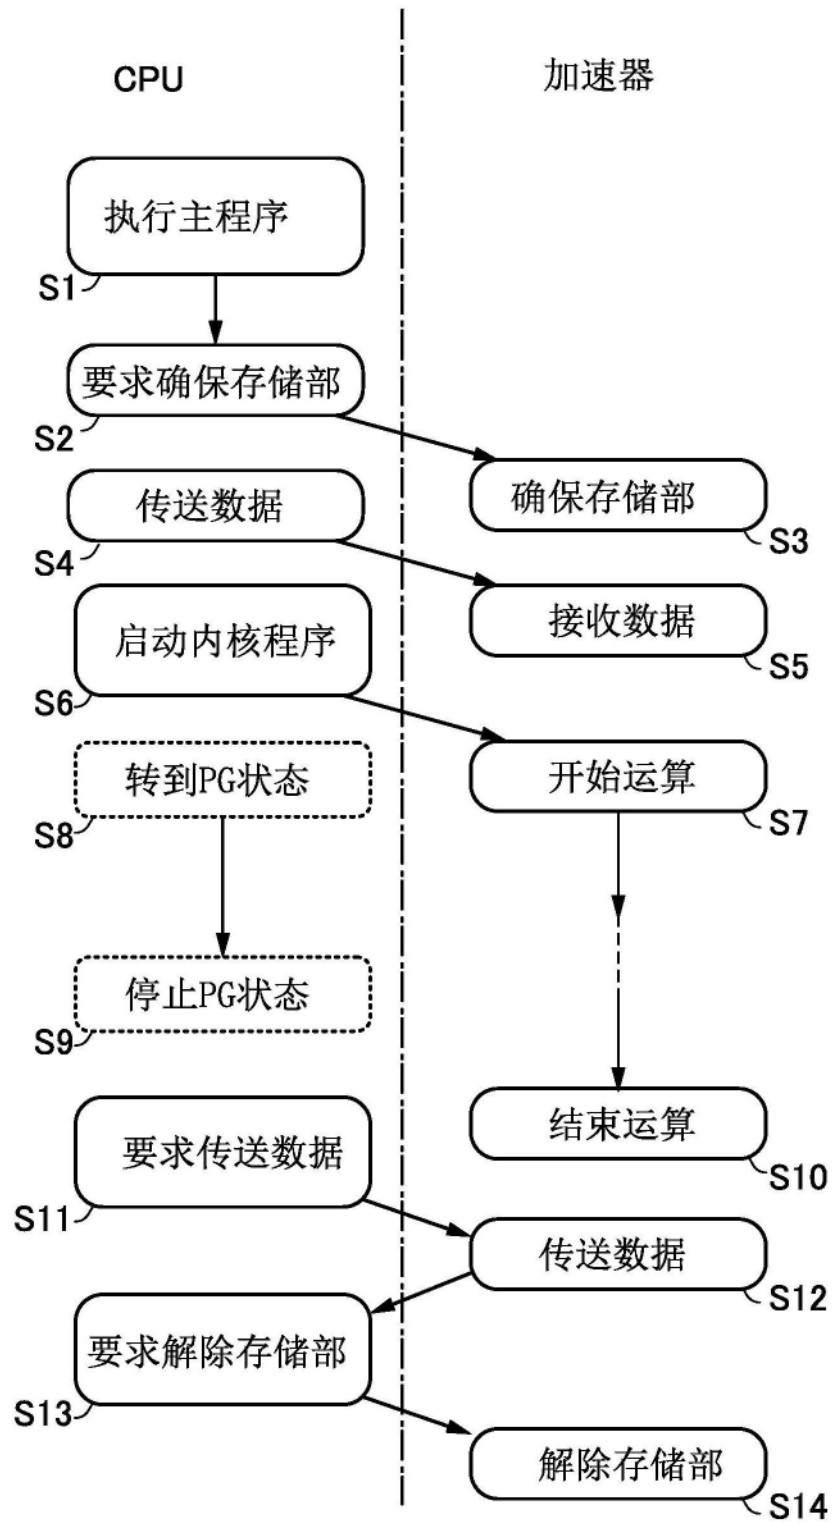 CPU
加速器
执行主程序
S1
要求确保存储部
S2
确保存储部
S3
传送数据
S4
接收数据
S5
启动内核程序
S6
开始运算
S7
转到PG状态
S8
停止PG状态
S9
结束运算
S10
要求传送数据
S11
传送数据
S12
要求解除存储部
S13
解除存储部
S14